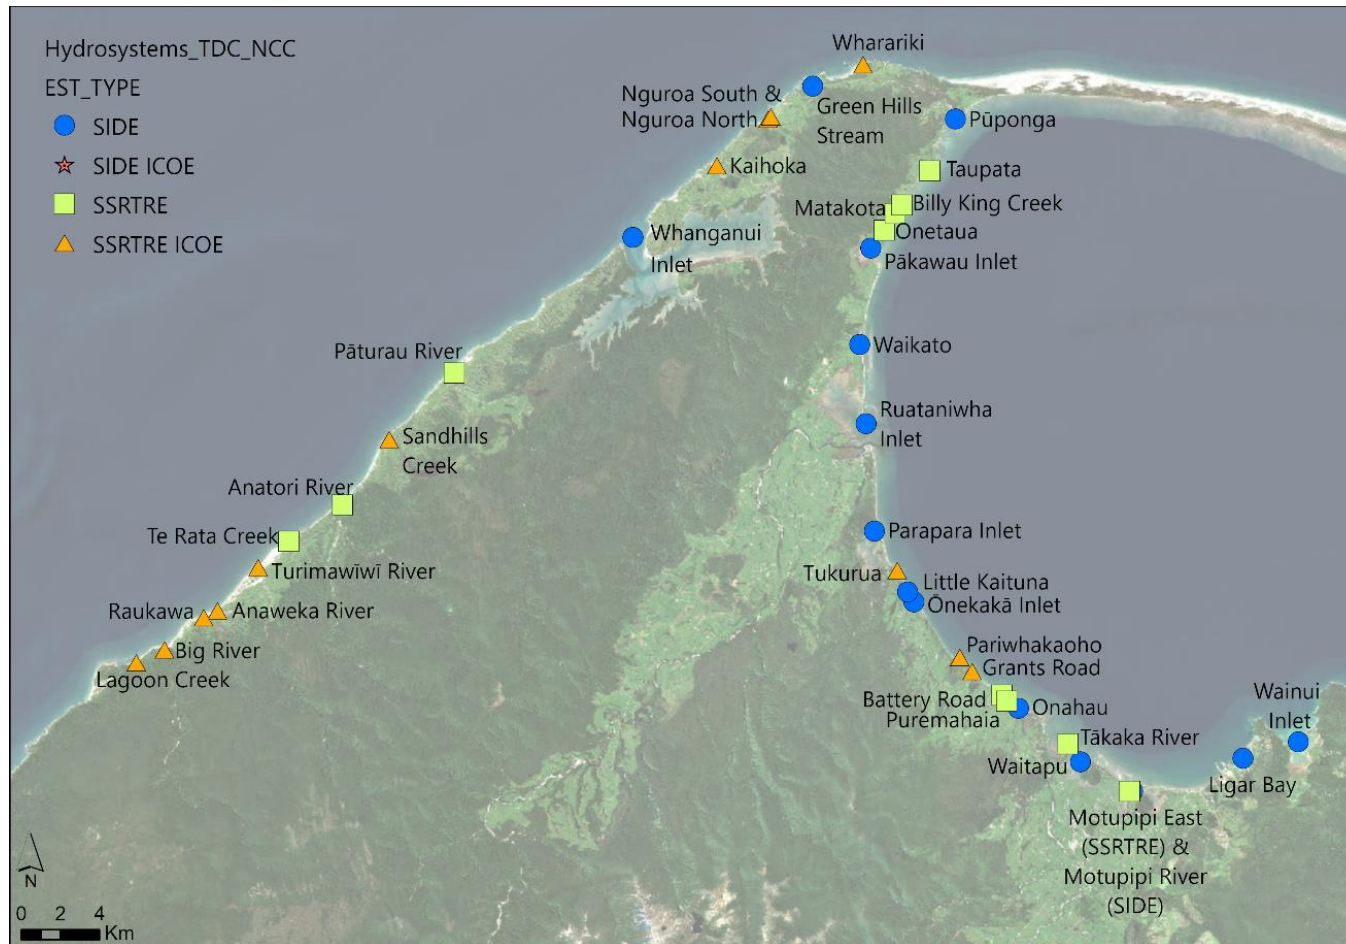 Hydrosystems_TDC_NCC
EST_TYPE
SIDE
SIDE ICOE
SSRTRE
SSRTRE ICOE
Wharariki
Nguroa South &
Nguroa North
Green Hills
Stream
Pūponga
Kaihoka
Taupata
Matakota
Billy King Creek
Onetaua
Whanganui
Inlet
Pākawau Inlet
Pāturau River
Waikato
Ruataniwha
Inlet
Sandhills
Creek
Anatori River
Te Rata Creek
Parapara Inlet
Turimawīwī River
Tukurua
Little Kaituna
Ōnekakā Inlet
Raukawa
Anaweka River
Big River
Lagoon Creek
Pariwhakaoho
Grants Road
Battery Road
Puremahaia
Onahau
Wainui
Inlet
Tākaka River
Waitapu
Ligar Bay
Motupipi East
(SSRTRE) &
Motupipi River
(SIDE)
N
0 2 4
Km